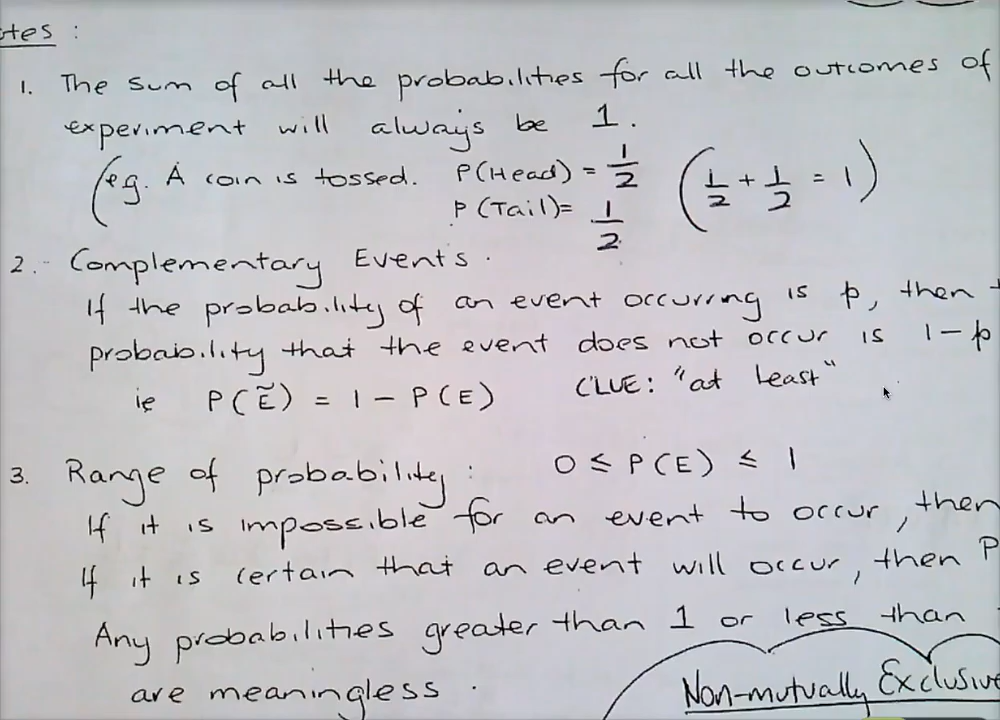 otes :
1. The sum of all the probabilities for all the outcomes of
experiment will always be 1.
(eg. A coin is tossed. P(Head) = 1/2 (1/2 + 1/2 = 1)
P(Tail) = 1/2
2. Complementary Events.
If the probability of an event occurring is p, then t
probability that the event does not occur is 1 - p
ie P(Ẽ) = 1 - P(E) CLUE: "at least"
3. Range of probability : 0 ≤ P(E) ≤ 1
If it is impossible for an event to occur, then
If it is certain that an event will occur, then P
Any probabilities greater than 1 or less than
are meaningless.
Non-mutually Exclusive